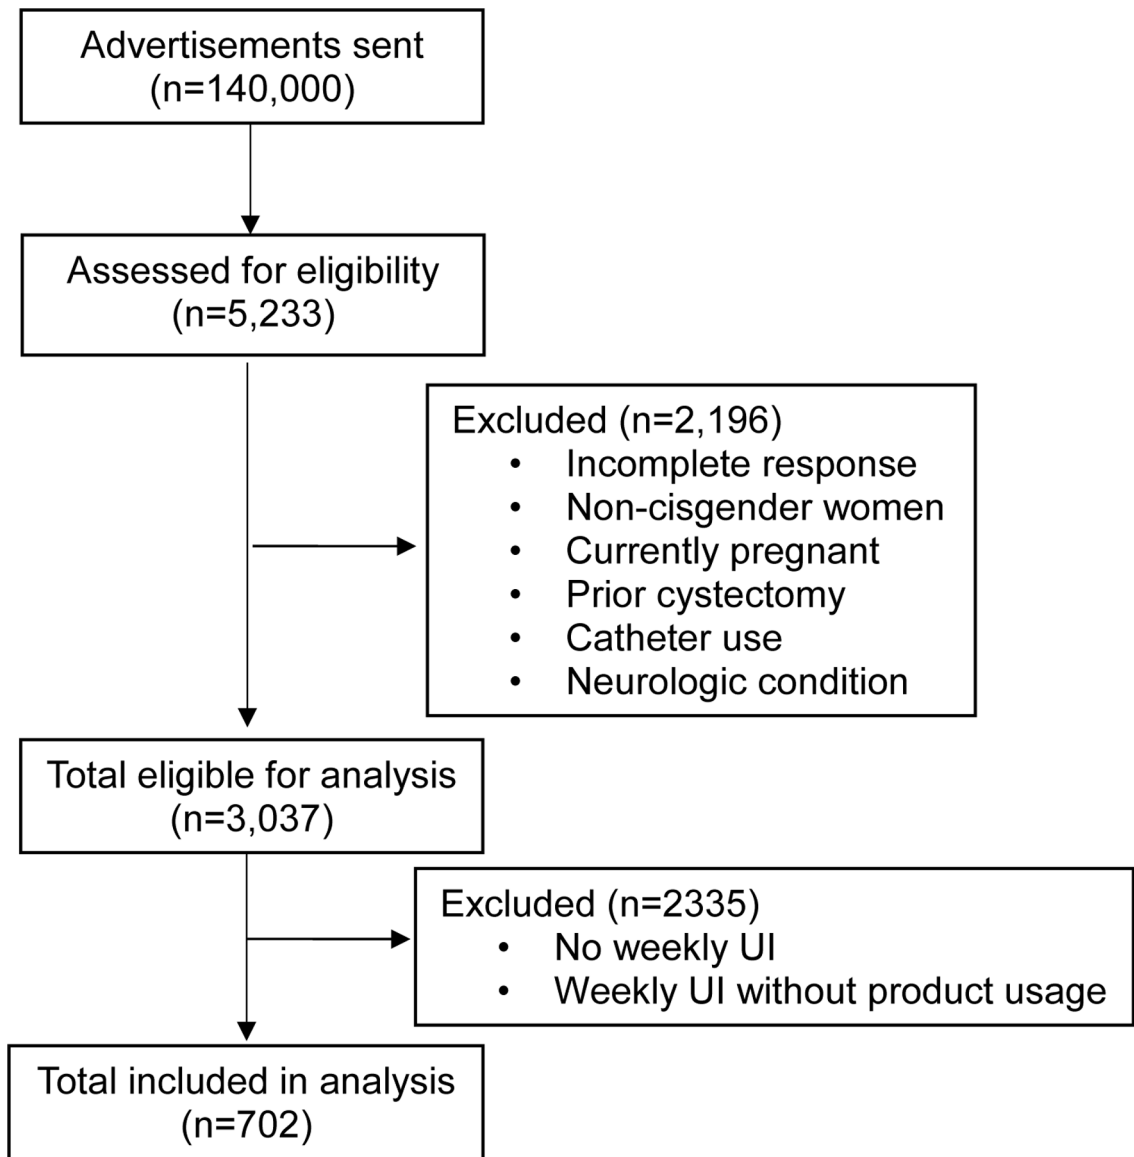 Advertisements sent
(n=140,000)
Assessed for eligibility
(n=5,233)
Excluded (n=2,196)
• Incomplete response
• Non-cisgender women
• Currently pregnant
• Prior cystectomy
• Catheter use
• Neurologic condition
Total eligible for analysis
(n=3,037)
Excluded (n=2335)
• No weekly UI
• Weekly UI without product usage
Total included in analysis
(n=702)